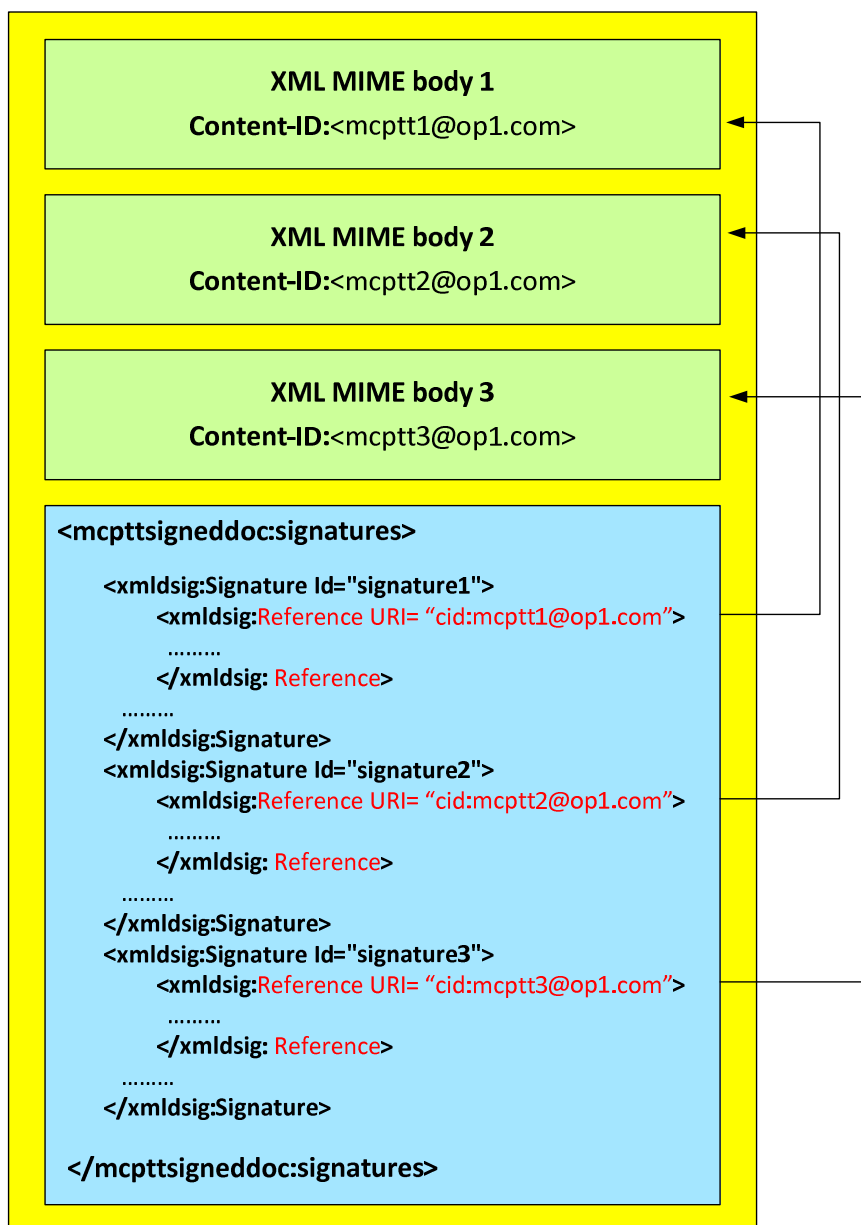 XML MIME body 1
Content-ID:<mcptt1@op1.com>
XML MIME body 2
Content-ID:<mcptt2@op1.com>
XML MIME body 3
Content-ID:<mcptt3@op1.com>
<mcpttsigneddoc:signatures>
<xmldsig:Signature Id="signature1">
<xmldsig:Reference URI= “cid:mcptt1@op1.com”>
.........
</xmldsig: Reference>
.........
</xmldsig:Signature>
<xmldsig:Signature Id="signature2">
<xmldsig:Reference URI= “cid:mcptt2@op1.com”>
.........
</xmldsig: Reference>
.........
</xmldsig:Signature>
<xmldsig:Signature Id="signature3">
<xmldsig:Reference URI= “cid:mcptt3@op1.com”>
.........
</xmldsig: Reference>
.........
</xmldsig:Signature>
</mcpttsigneddoc:signatures>